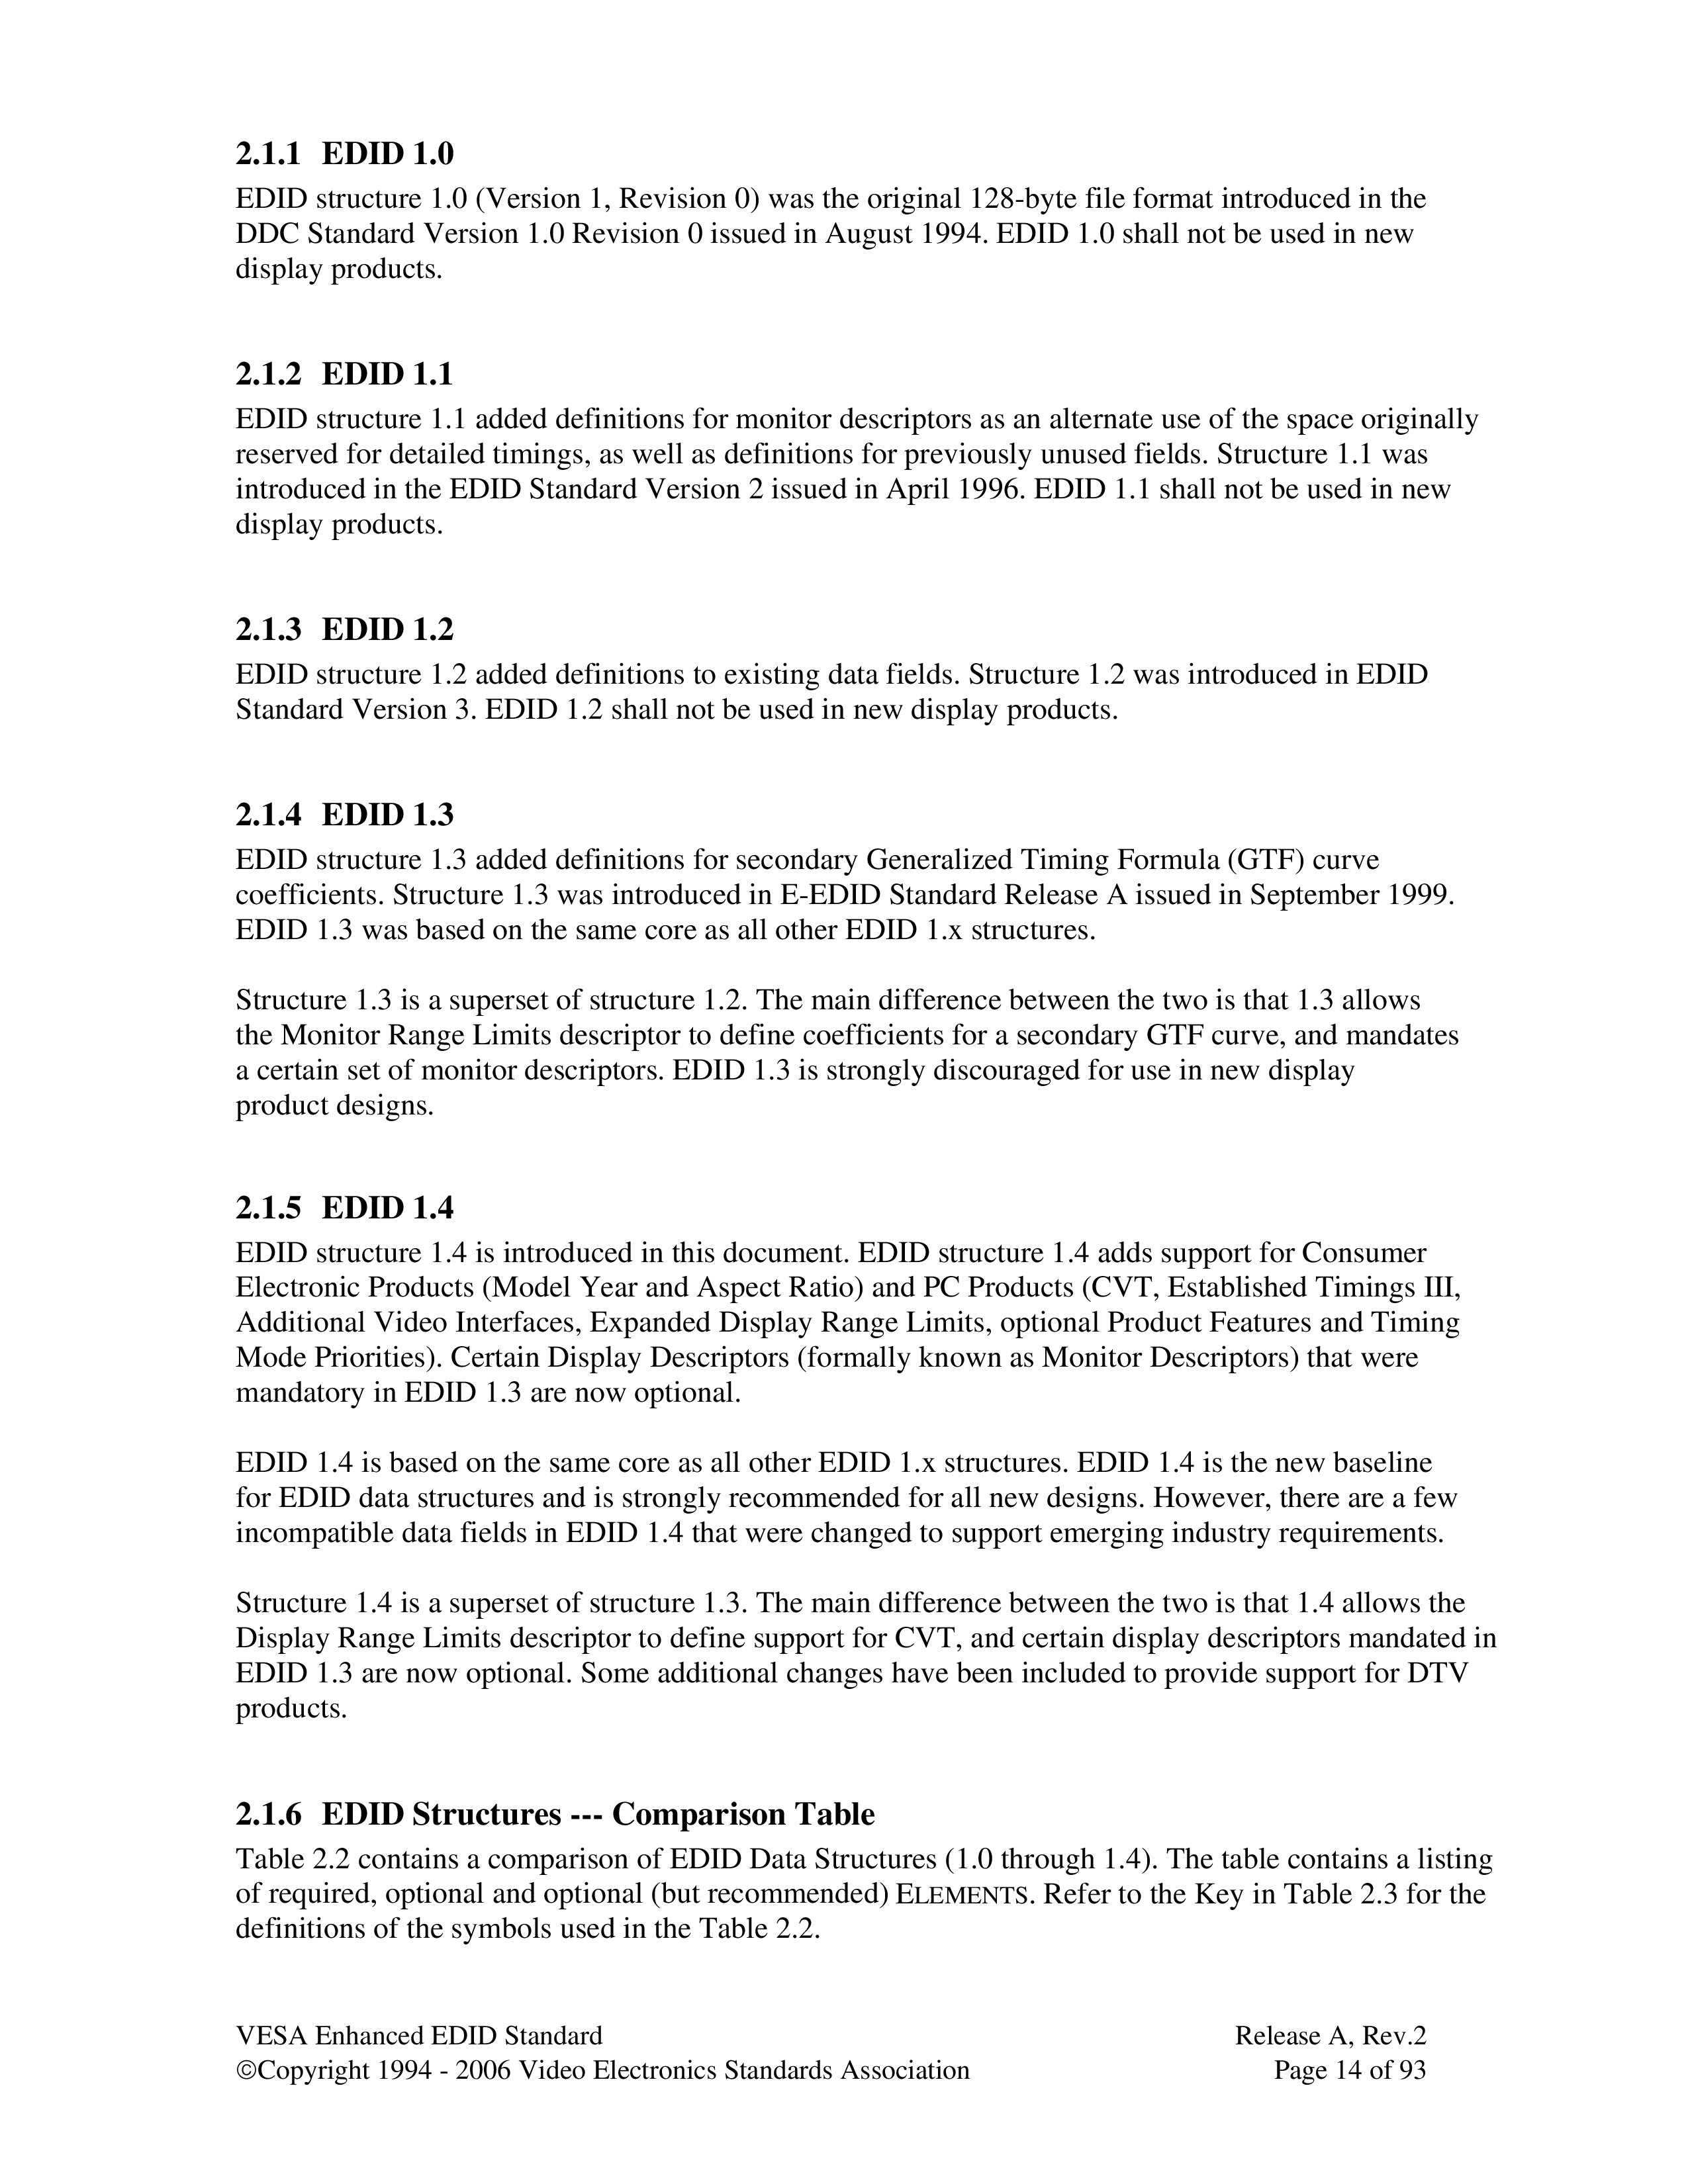 2.1.1 EDID 1.0
EDID structure 1.0 (Version 1, Revision 0) was the original 128-byte file format introduced in the
DDC Standard Version 1.0 Revision 0 issued in August 1994. EDID 1.0 shall not be used in new
display products.
2.1.2 EDID 1.1
EDID structure 1.1 added definitions for monitor descriptors as an alternate use of the space originally
reserved for detailed timings, as well as definitions for previously unused fields. Structure 1.1 was
introduced in the EDID Standard Version 2 issued in April 1996. EDID 1.1 shall not be used in new
display products.
2.1.3 EDID 1.2
EDID structure 1.2 added definitions to existing data fields. Structure 1.2 was introduced in EDID
Standard Version 3. EDID 1.2 shall not be used in new display products.
2.1.4 EDID 1.3
EDID structure 1.3 added definitions for secondary Generalized Timing Formula (GTF) curve
coefficients. Structure 1.3 was introduced in E-EDID Standard Release A issued in September 1999.
EDID 1.3 was based on the same core as all other EDID 1.x structures.
Structure 1.3 is a superset of structure 1.2. The main difference between the two is that 1.3 allows
the Monitor Range Limits descriptor to define coefficients for a secondary GTF curve, and mandates
a certain set of monitor descriptors. EDID 1.3 is strongly discouraged for use in new display
product designs.
2.1.5 EDID 1.4
EDID structure 1.4 is introduced in this document. EDID structure 1.4 adds support for Consumer
Electronic Products (Model Year and Aspect Ratio) and PC Products (CVT, Established Timings III,
Additional Video Interfaces, Expanded Display Range Limits, optional Product Features and Timing
Mode Priorities). Certain Display Descriptors (formally known as Monitor Descriptors) that were
mandatory in EDID 1.3 are now optional.
EDID 1.4 is based on the same core as all other EDID 1.x structures. EDID 1.4 is the new baseline
for EDID data structures and is strongly recommended for all new designs. However, there are a few
incompatible data fields in EDID 1.4 that were changed to support emerging industry requirements.
Structure 1.4 is a superset of structure 1.3. The main difference between the two is that 1.4 allows the
Display Range Limits descriptor to define support for CVT, and certain display descriptors mandated in
EDID 1.3 are now optional. Some additional changes have been included to provide support for DTV
products.
2.1.6 EDID Structures --- Comparison Table
Table 2.2 contains a comparison of EDID Data Structures (1.0 through 1.4). The table contains a listing
of required, optional and optional (but recommended) ELEMENTS. Refer to the Key in Table 2.3 for the
definitions of the symbols used in the Table 2.2.
VESA Enhanced EDID Standard Release A, Rev.2
©Copyright 1994 - 2006 Video Electronics Standards Association Page 14 of 93